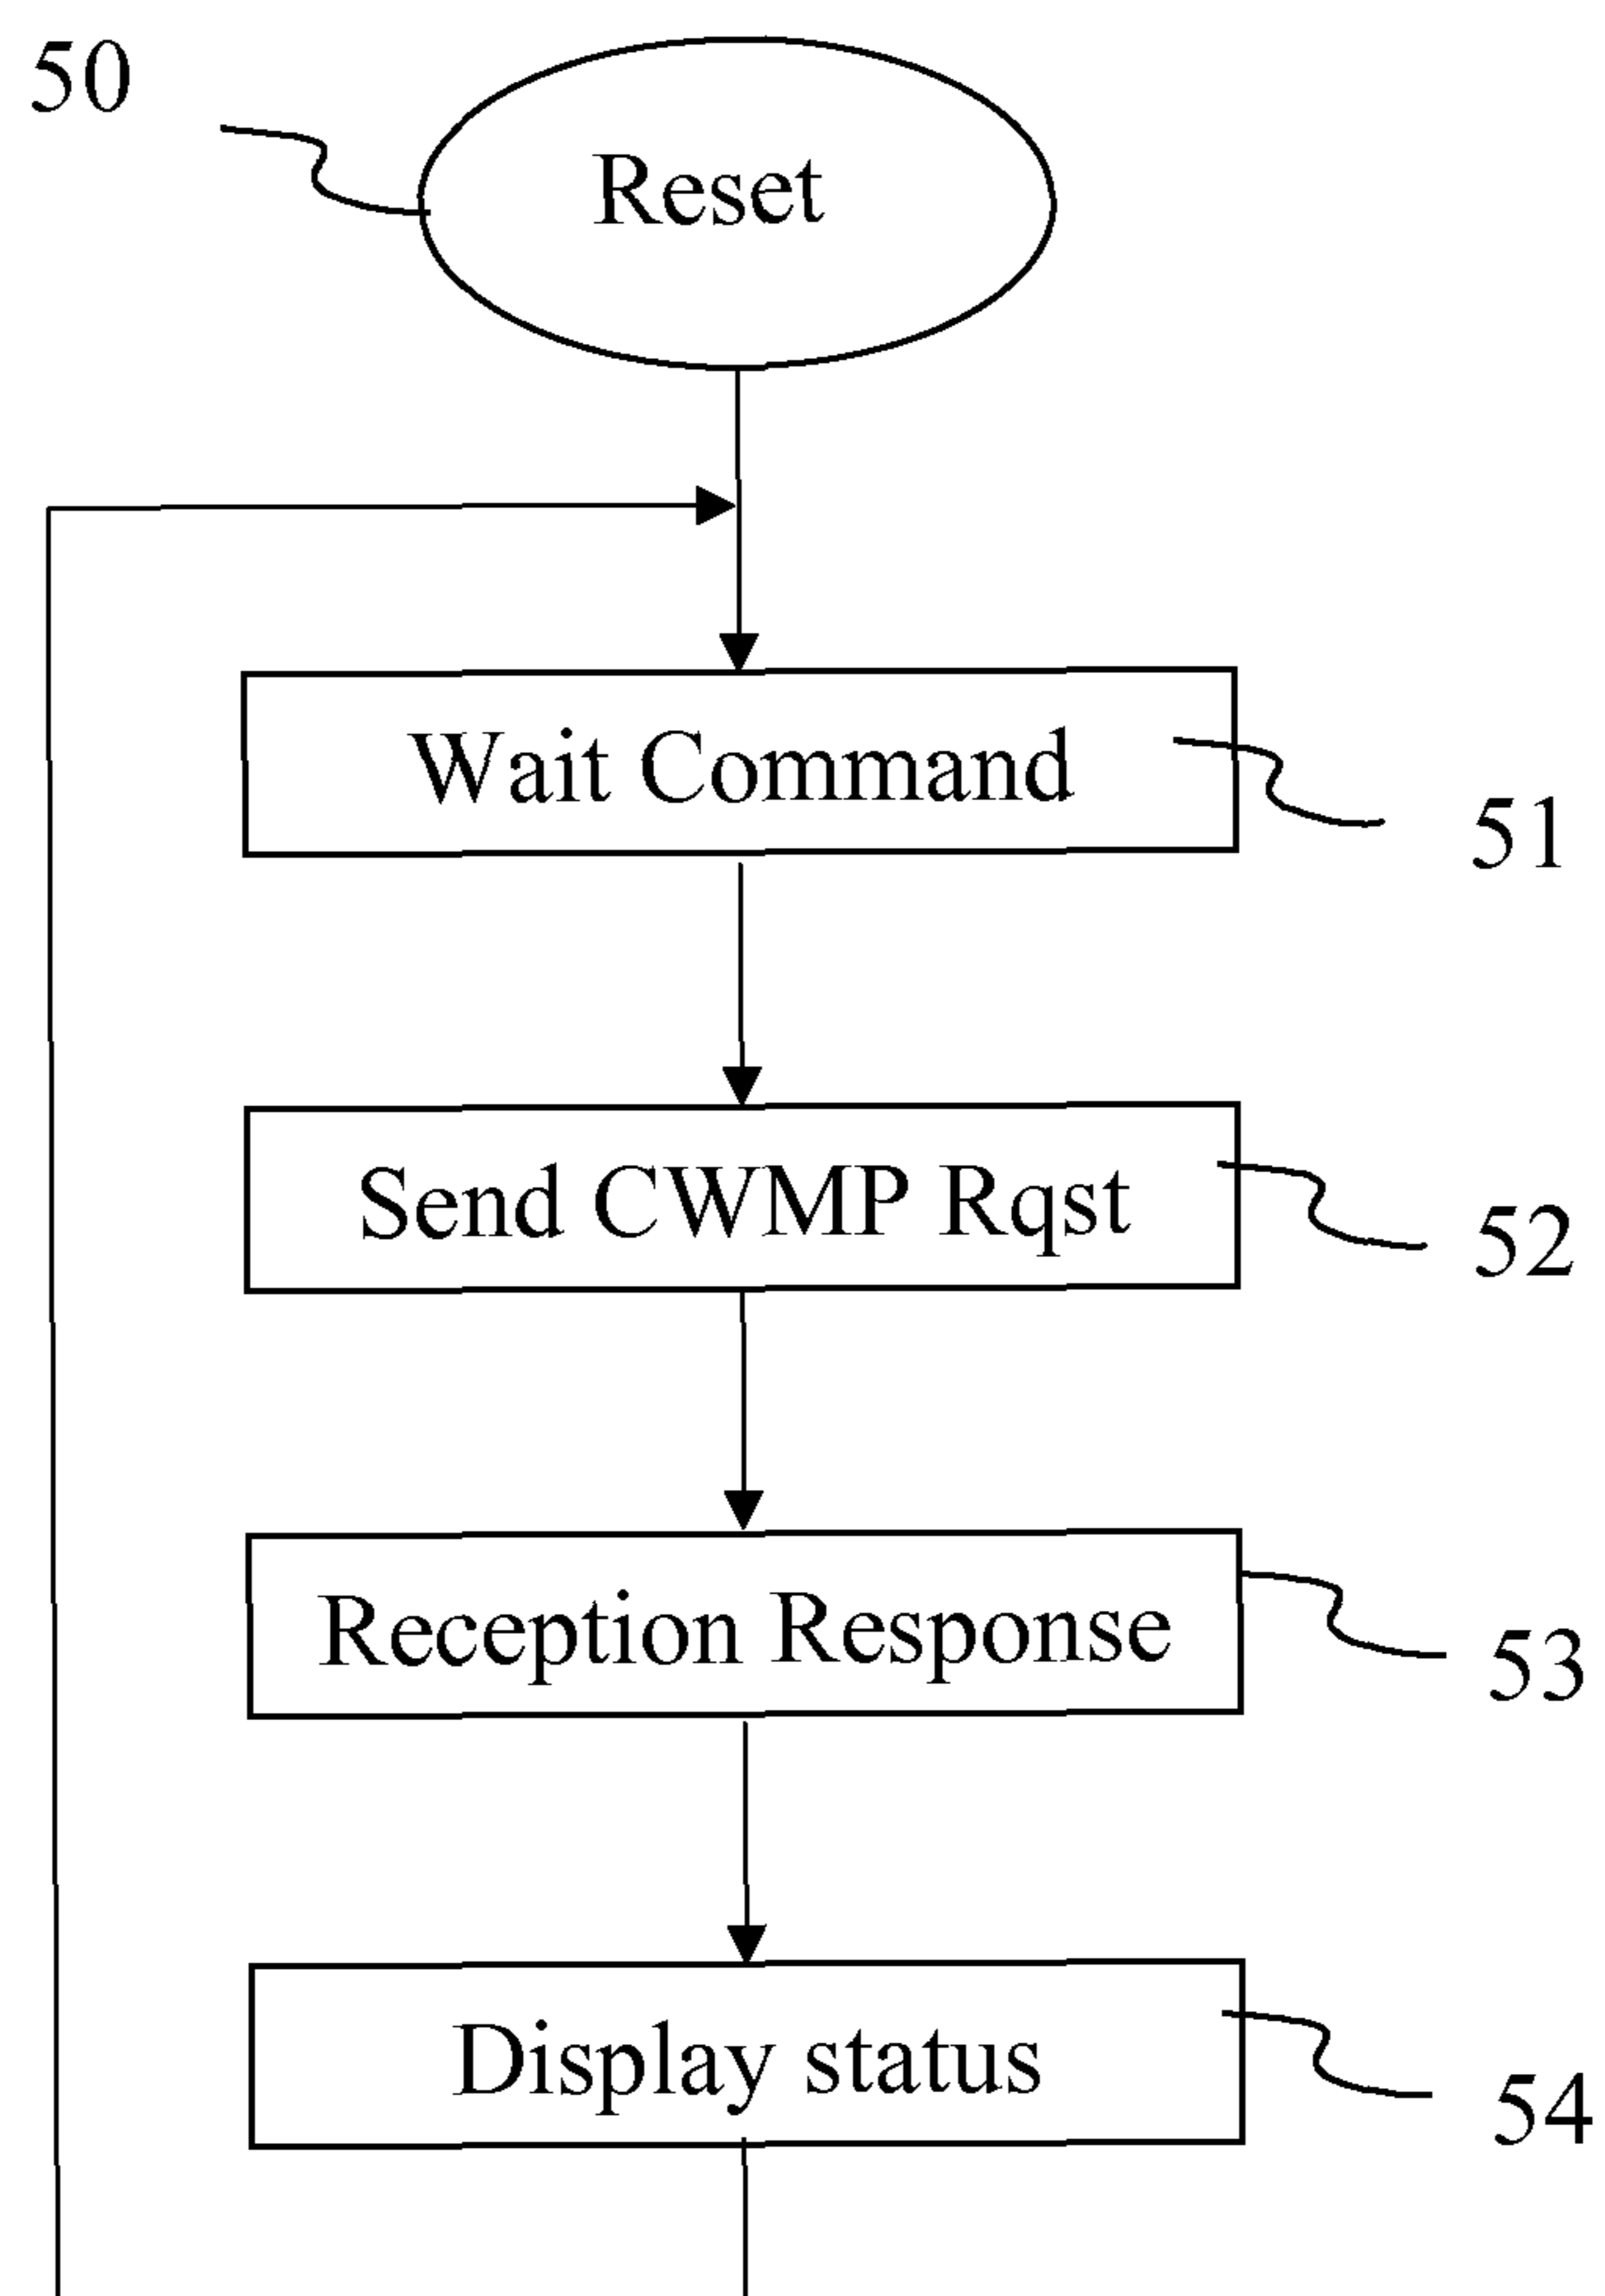 50
Reset
Wait Command
51
Send CWMP Rqst
52
Reception Response
53
Display status
54